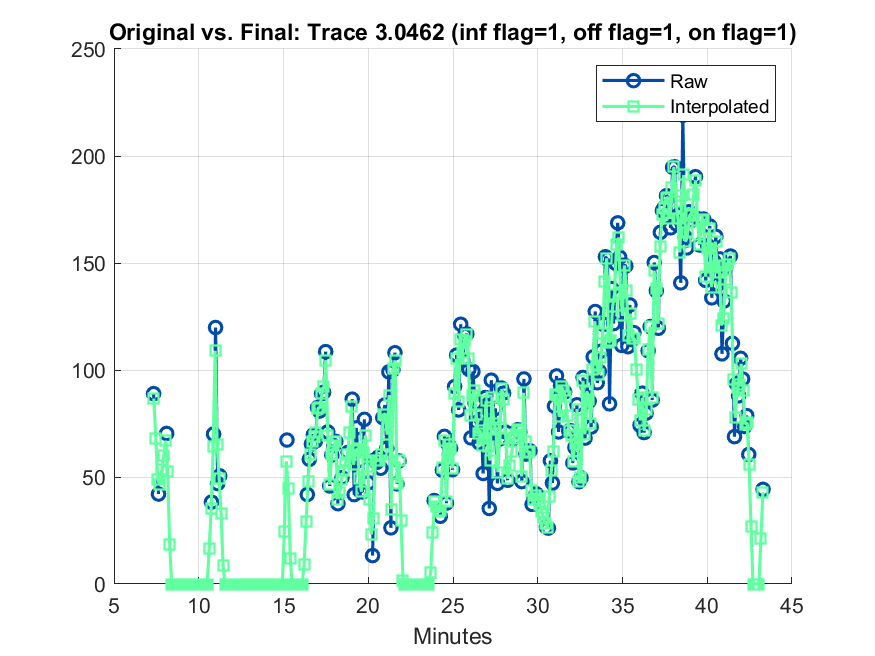 Original vs. Final: Trace 3.0462 (inf flag=1, off flag=1, on flag=1)
250
Raw
Interpolated
200
150
100
50
0
5 10 15 20 25 30 35 40 45
Minutes